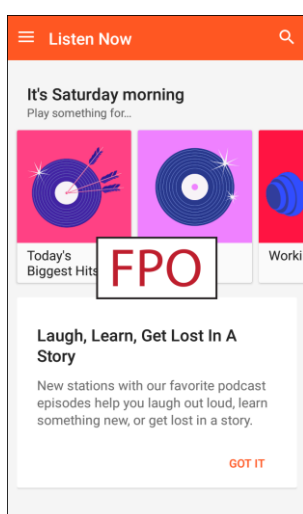 Listen Now
It's Saturday morning
Play something for...
Today's
Biggest Hits
Worki
FPO
Laugh, Learn, Get Lost In A
Story
New stations with our favorite podcast
episodes help you laugh out loud, learn
something new, or get lost in a story.
GOT IT